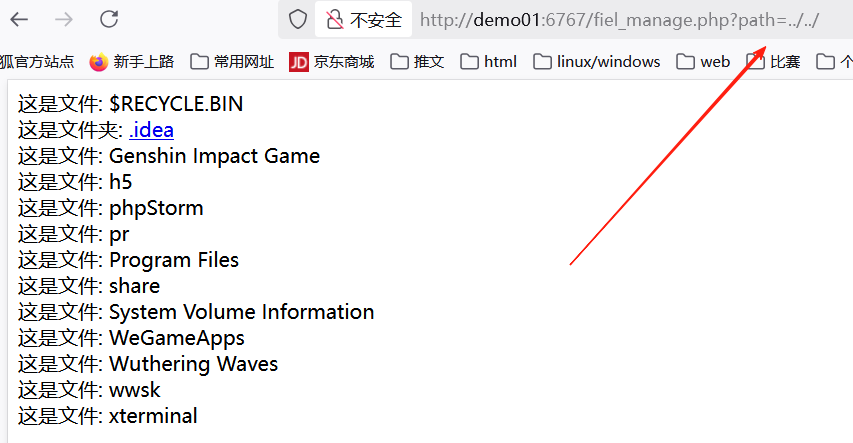 不安全 http://demo01:6767/fiel_manage.php?path=../../
狐官方站点 新手上路 常用网址 JD 京东商城 推文 html linux/windows web 比赛 个
这是文件: $RECYCLE.BIN
这是文件夹: .idea
这是文件: Genshin Impact Game
这是文件: h5
这是文件: phpStorm
这是文件: pr
这是文件: Program Files
这是文件: share
这是文件: System Volume Information
这是文件: WeGameApps
这是文件: Wuthering Waves
这是文件: wwsk
这是文件: xterminal